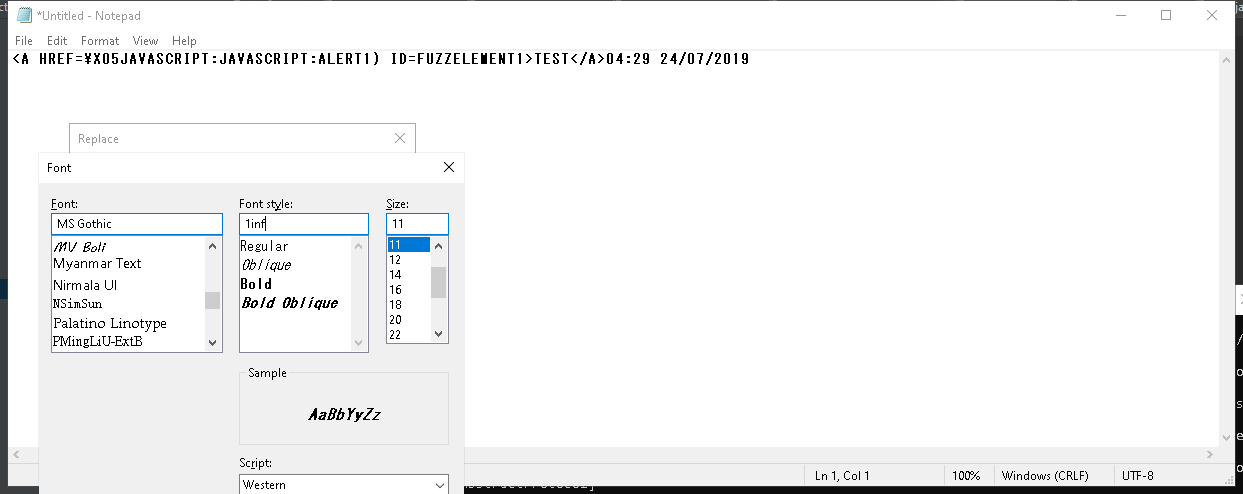 *Untitled - Notepad
File Edit Format View Help
<A HREF=¥X05JAVASCRIPT:JAVASCRIPT:ALERT1) ID=FUZZELEMENT1>TEST</A>04:29 24/07/2019
Replace
Font
Font: Font style: Size:
MS Gothic 1inf 11
MV Boli Regular 11
Myanmar Text Oblique 12
Nirmala UI Bold 14
NSimSun Bold Oblique 16
Palatino Linotype 18
PMingLiU-ExtB 20
22
Sample
AaBbYyZz
Script:
Western
Ln 1, Col 1 100% Windows (CRLF) UTF-8